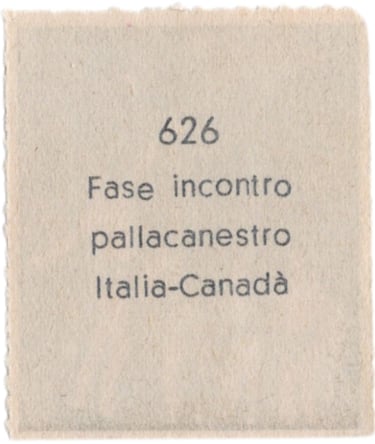 626
Fase incontro
pallacanestro
Italia-Canadà